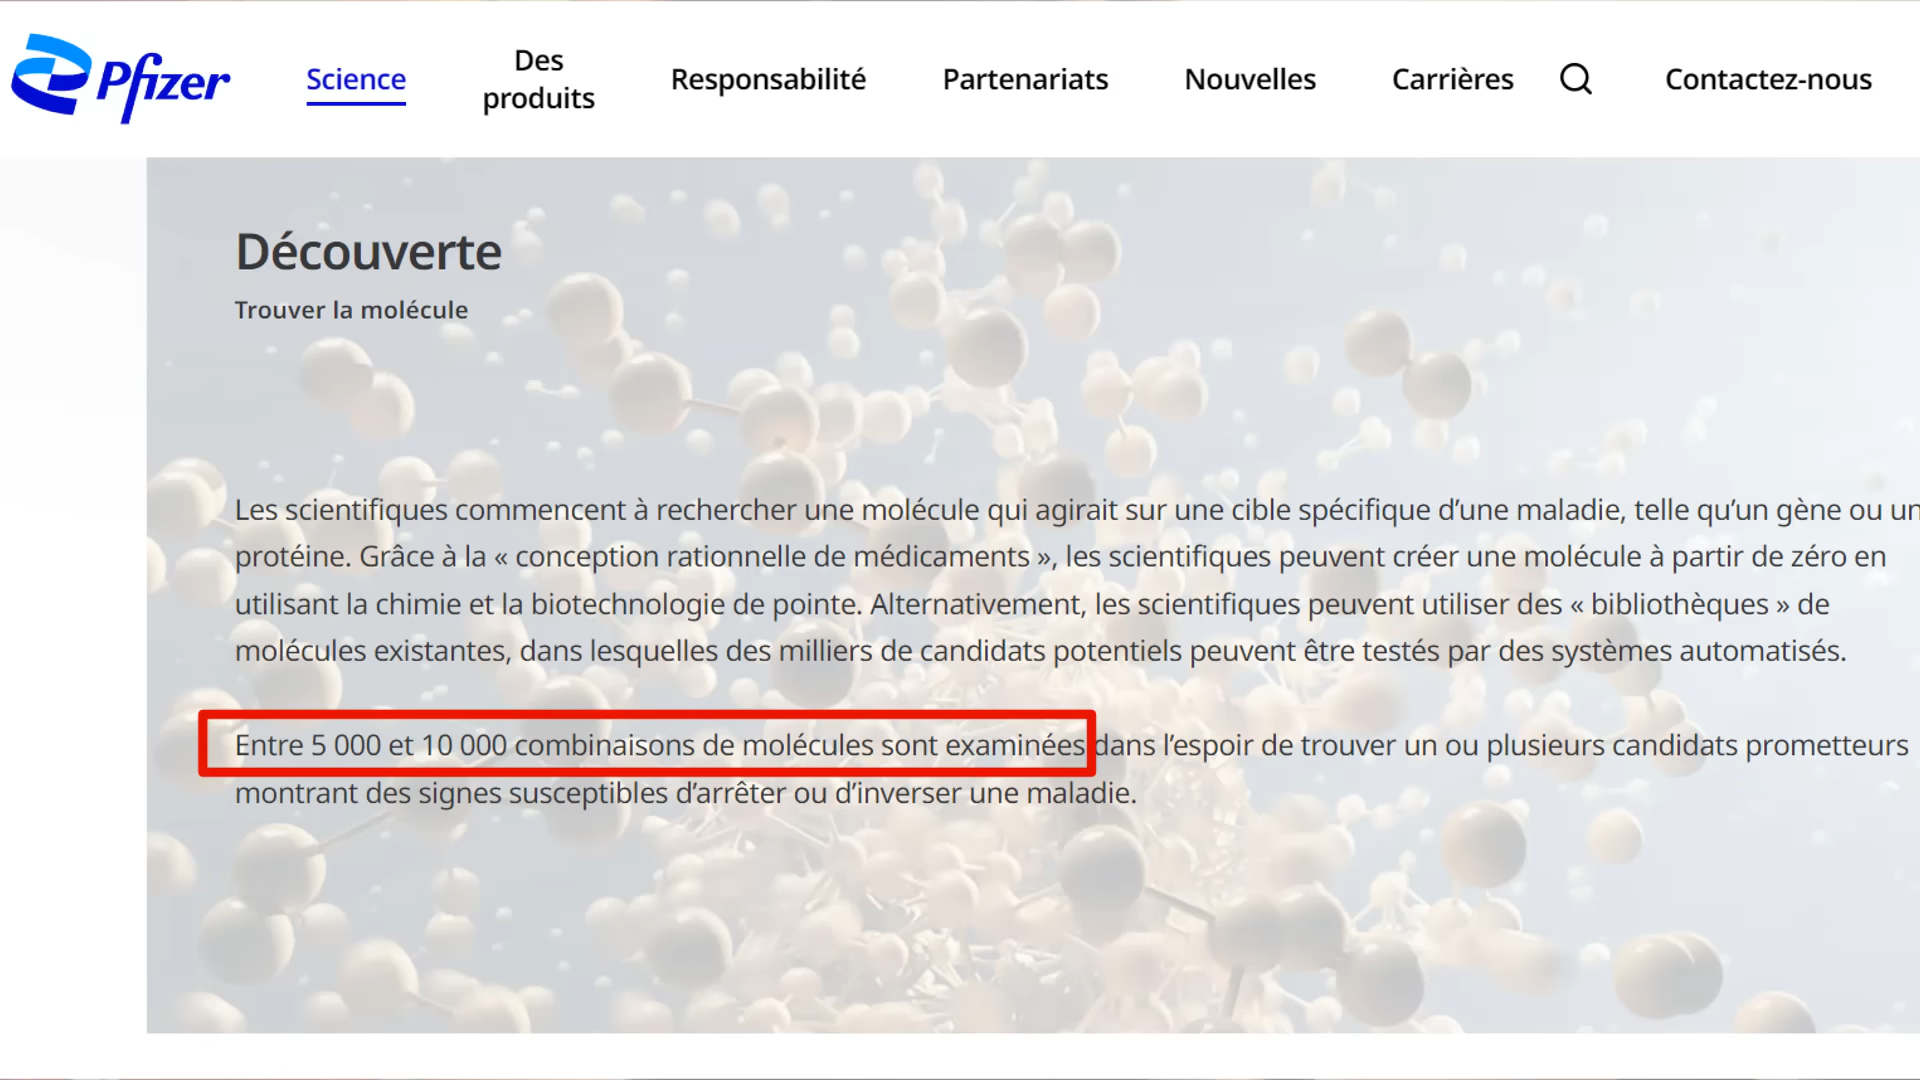 Pfizer
Science
Des
produits
Responsabilité
Partenariats
Nouvelles
Carrières
Contactez-nous
Découverte
Trouver la molécule
Les scientifiques commencent à rechercher une molécule qui agirait sur une cible spécifique d’une maladie, telle qu’un gène ou un
protéine. Grâce à la « conception rationnelle de médicaments », les scientifiques peuvent créer une molécule à partir de zéro en
utilisant la chimie et la biotechnologie de pointe. Alternativement, les scientifiques peuvent utiliser des « bibliothèques » de
molécules existantes, dans lesquelles des milliers de candidats potentiels peuvent être testés par des systèmes automatisés.
Entre 5 000 et 10 000 combinaisons de molécules sont examinées dans l’espoir de trouver un ou plusieurs candidats prometteurs
montrant des signes susceptibles d’arrêter ou d’inverser une maladie.